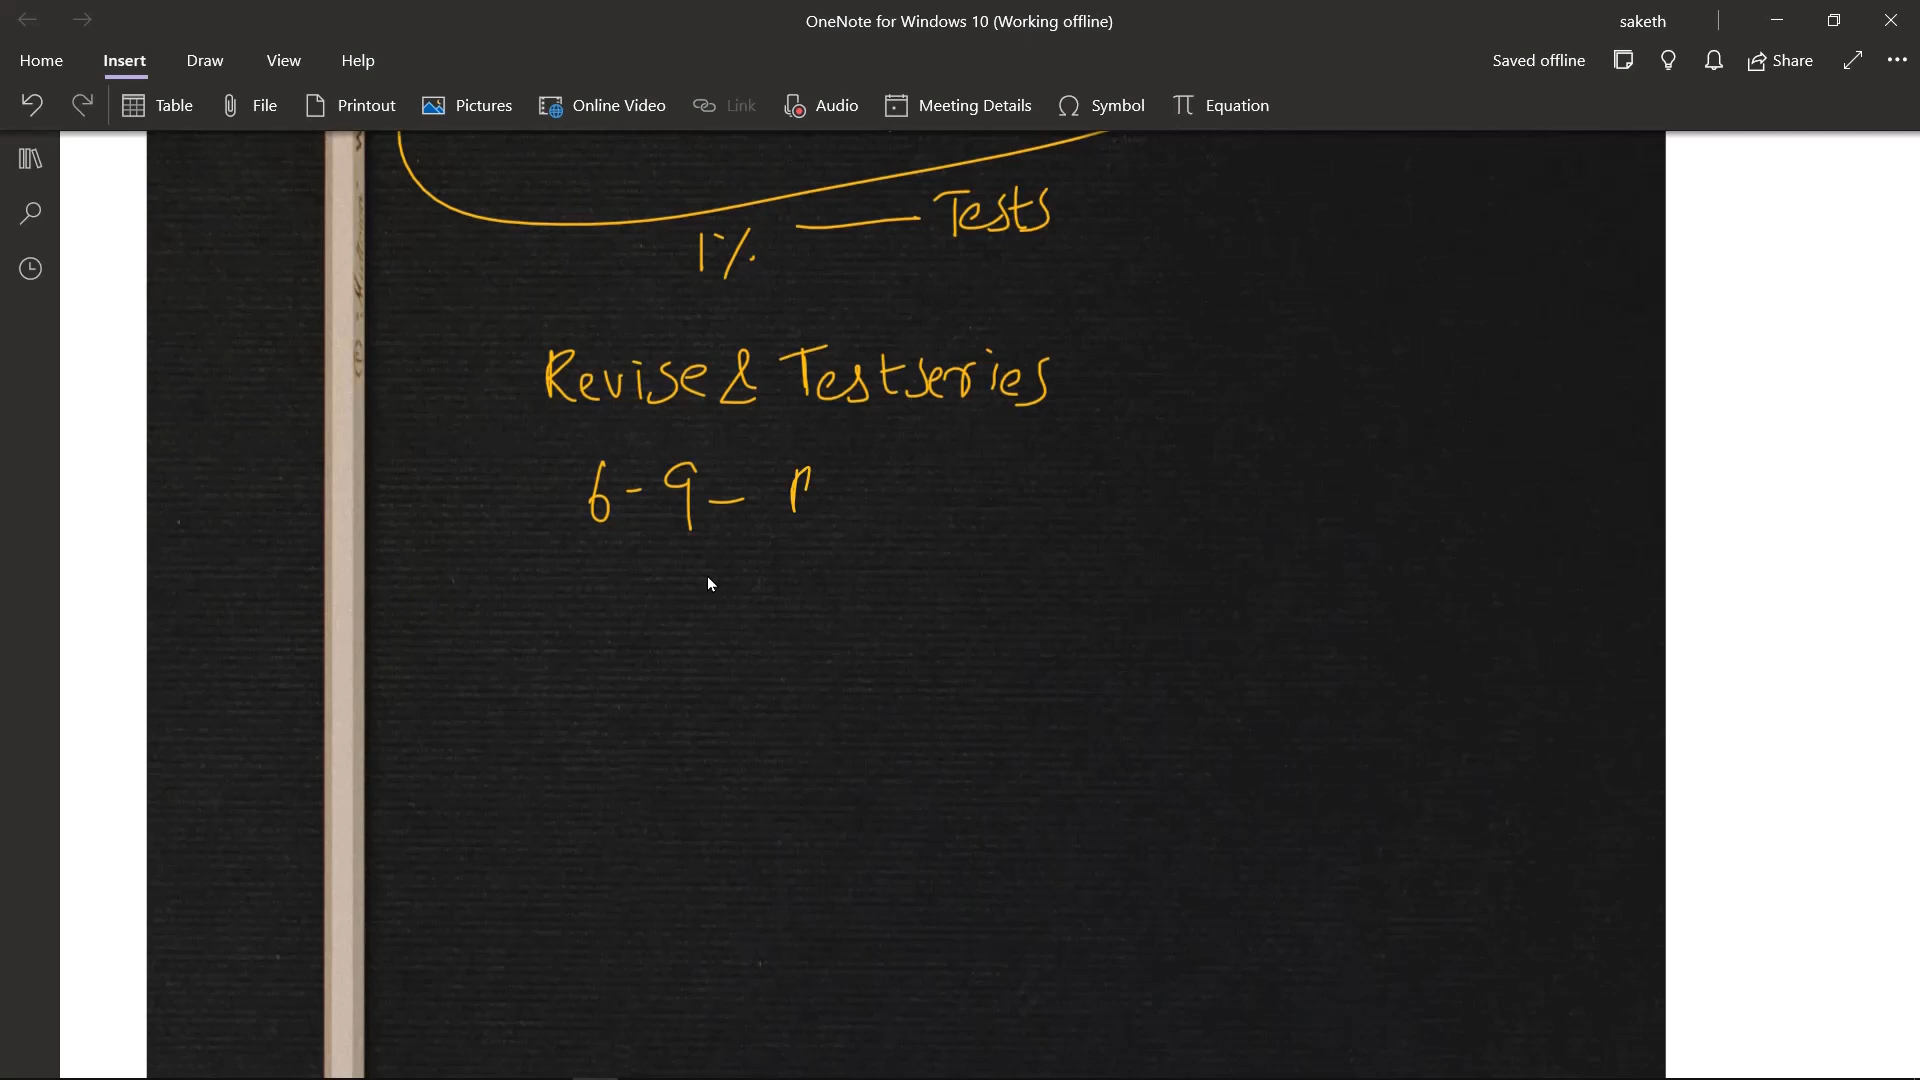 OneNote for Windows 10 (Working offline)
saketh
Home Insert Draw View Help
Saved offline
Share
Table File Printout Pictures Online Video Link Audio Meeting Details Symbol Equation
Tests
1%
Revise & Testseries
6-9-